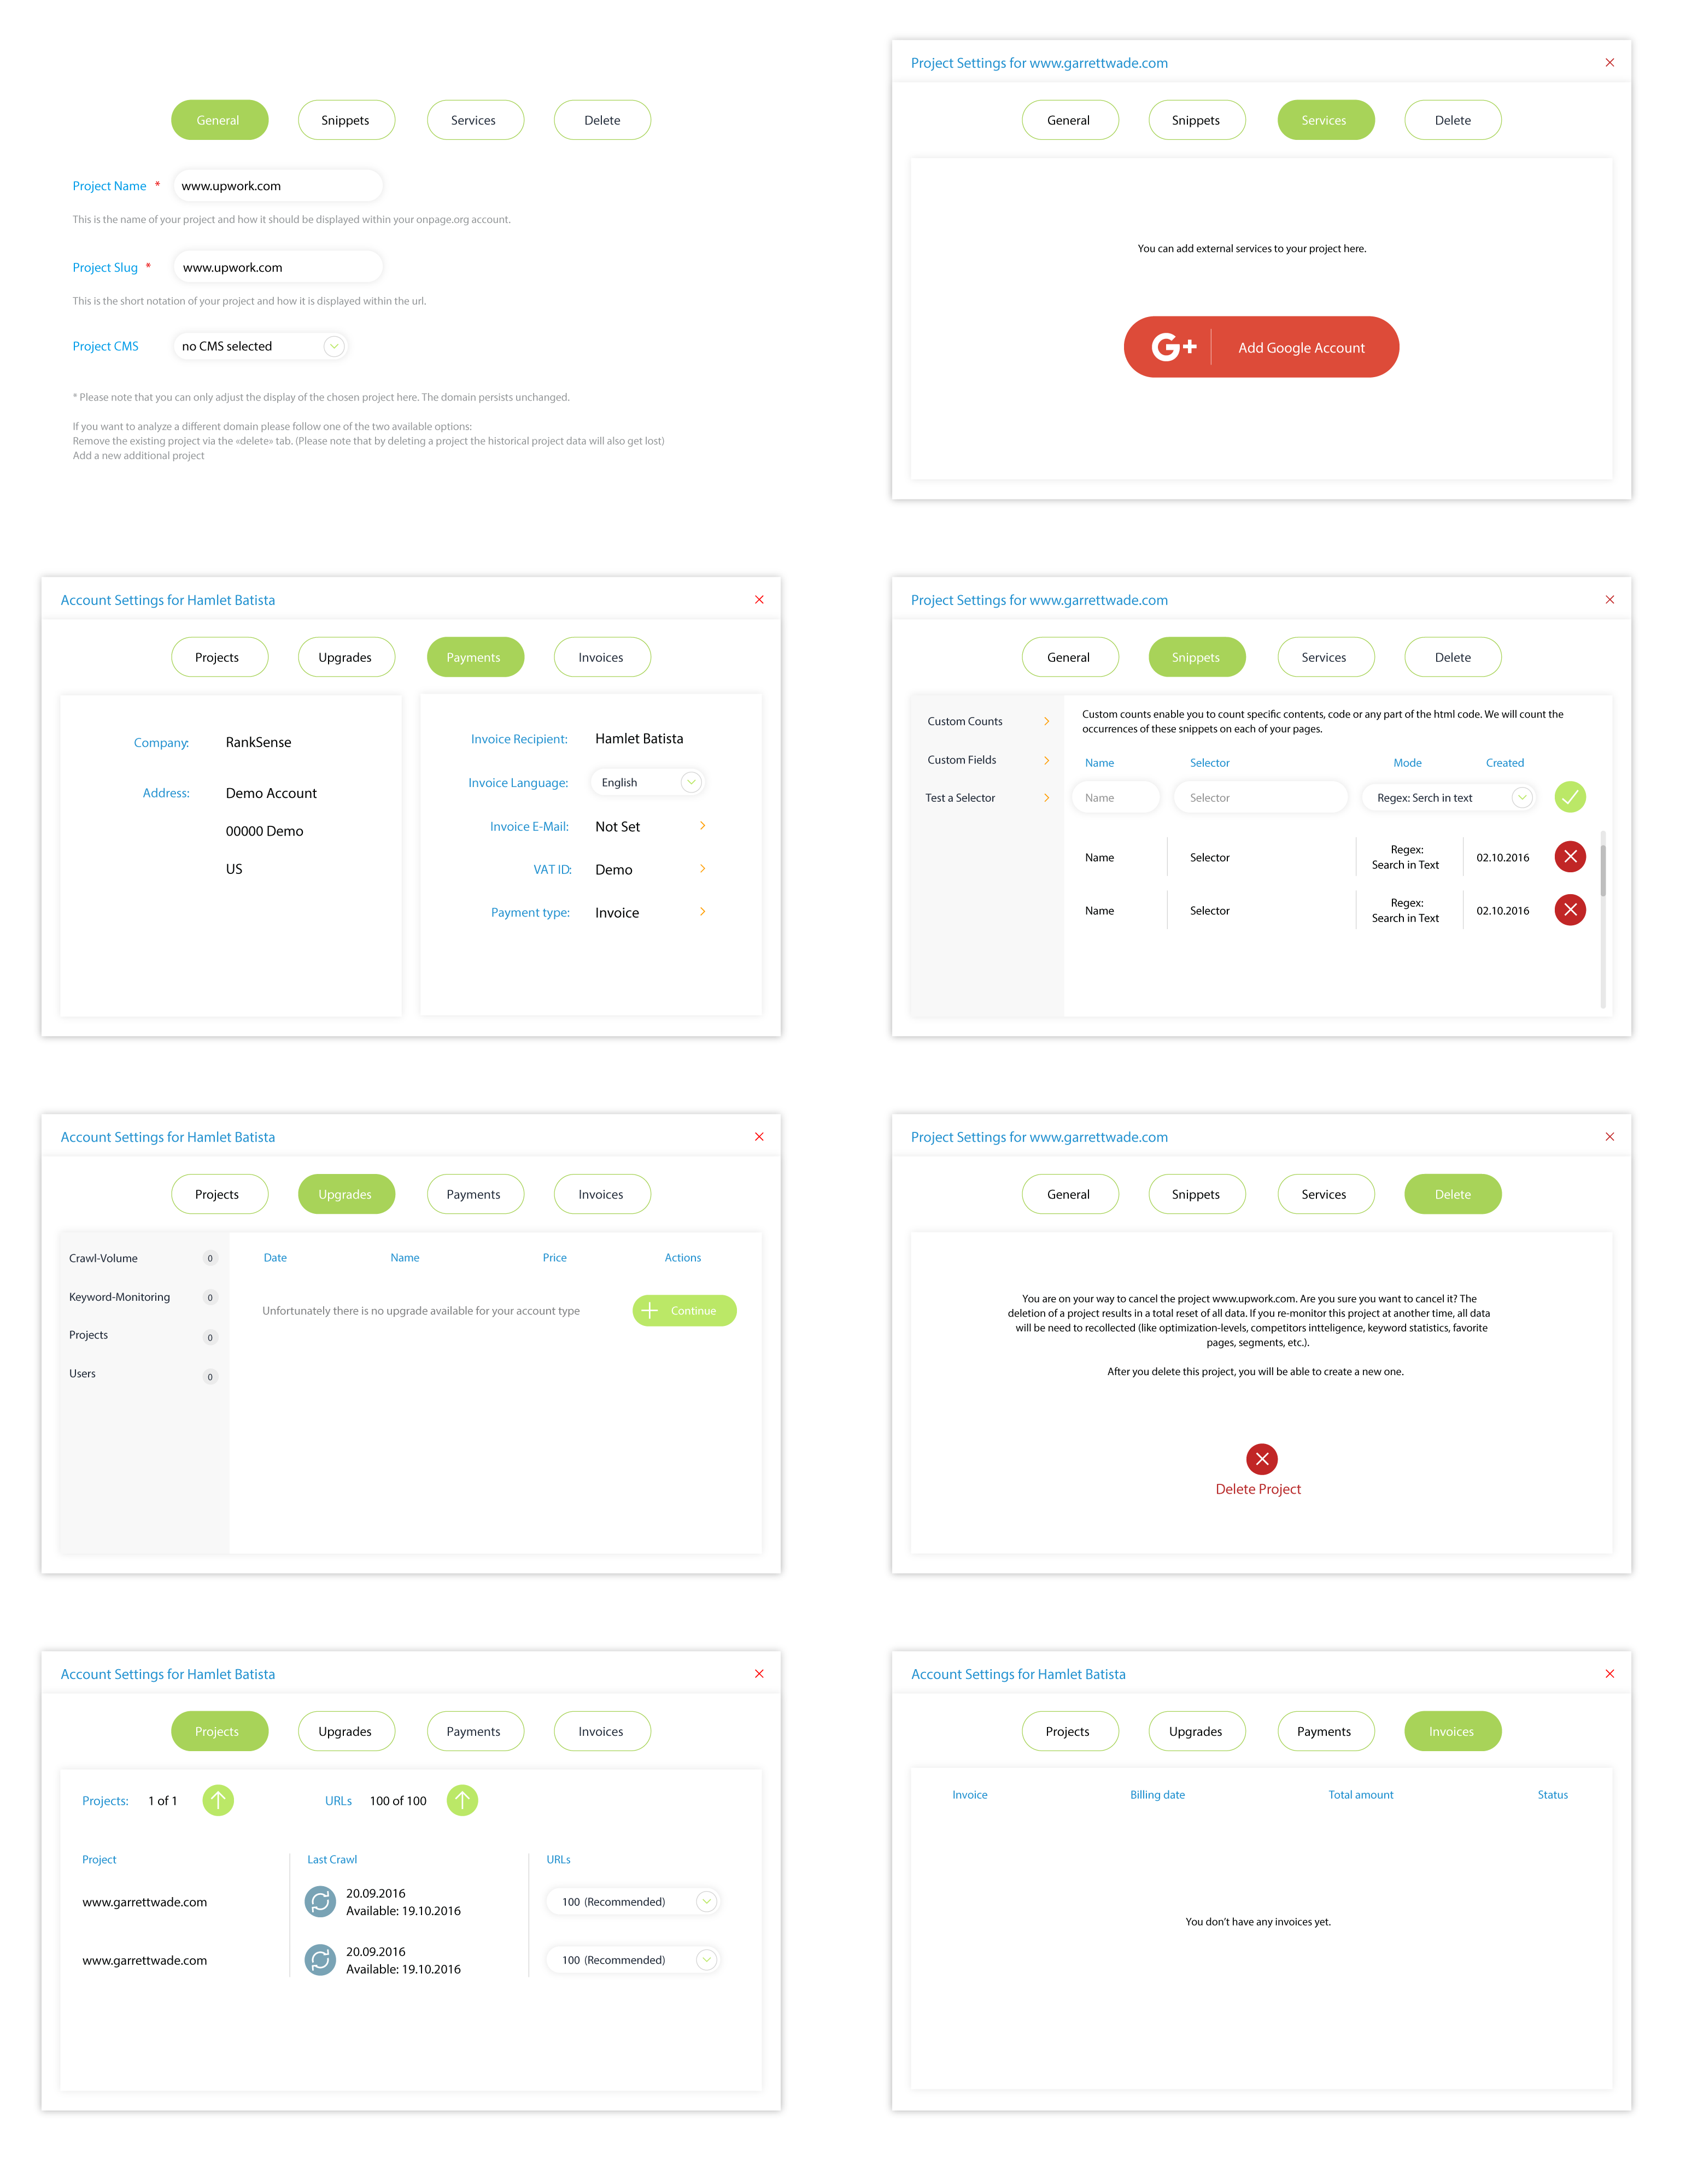 General Snippets Services Delete
Project Name * www.upwork.com
This is the name of your project and how it should be displayed within your onpage.org account.
Project Slug * www.upwork.com
This is the short notation of your project and how it is displayed within the url.
Project CMS no CMS selected
* Please note that you can only adjust the display of the chosen project here. The domain persists unchanged.
If you want to analyze a different domain please follow one of the two available options:
Remove the existing project via the «delete» tab. (Please note that by deleting a project the historical project data will also get lost)
Add a new additional project
Project Settings for www.garrettwade.com
General Snippets Services Delete
You can add external services to your project here.
G+ Add Google Account
Account Settings for Hamlet Batista
Projects Upgrades Payments Invoices
Company: RankSense
Address: Demo Account
00000 Demo
US
Invoice Recipient: Hamlet Batista
Invoice Language: English
Invoice E-Mail: Not Set
VAT ID: Demo
Payment type: Invoice
Project Settings for www.garrettwade.com
General Snippets Services Delete
Custom Counts
Custom Fields
Test a Selector
Custom counts enable you to count specific contents, code or any part of the html code. We will count the
occurrences of these snippets on each of your pages.
Name Selector Mode Created
Name Selector Regex: Serch in text
Name Selector Regex: Search in Text 02.10.2016
Name Selector Regex: Search in Text 02.10.2016
Account Settings for Hamlet Batista
Projects Upgrades Payments Invoices
Crawl-Volume 0
Keyword-Monitoring 0
Projects 0
Users 0
Date Name Price Actions
Unfortunately there is no upgrade available for your account type Continue
Project Settings for www.garrettwade.com
General Snippets Services Delete
You are on your way to cancel the project www.upwork.com. Are you sure you want to cancel it? The
deletion of a project results in a total reset of all data. If you re-monitor this project at another time, all data
will be need to recollected (like optimization-levels, competitors intteligence, keyword statistics, favorite
pages, segments, etc.).
After you delete this project, you will be able to create a new one.
Delete Project
Account Settings for Hamlet Batista
Projects Upgrades Payments Invoices
Projects: 1 of 1 URLs 100 of 100
Project Last Crawl URLs
www.garrettwade.com 20.09.2016 Available: 19.10.2016 100 (Recommended)
www.garrettwade.com 20.09.2016 Available: 19.10.2016 100 (Recommended)
Account Settings for Hamlet Batista
Projects Upgrades Payments Invoices
Invoice Billing date Total amount Status
You don't have any invoices yet.